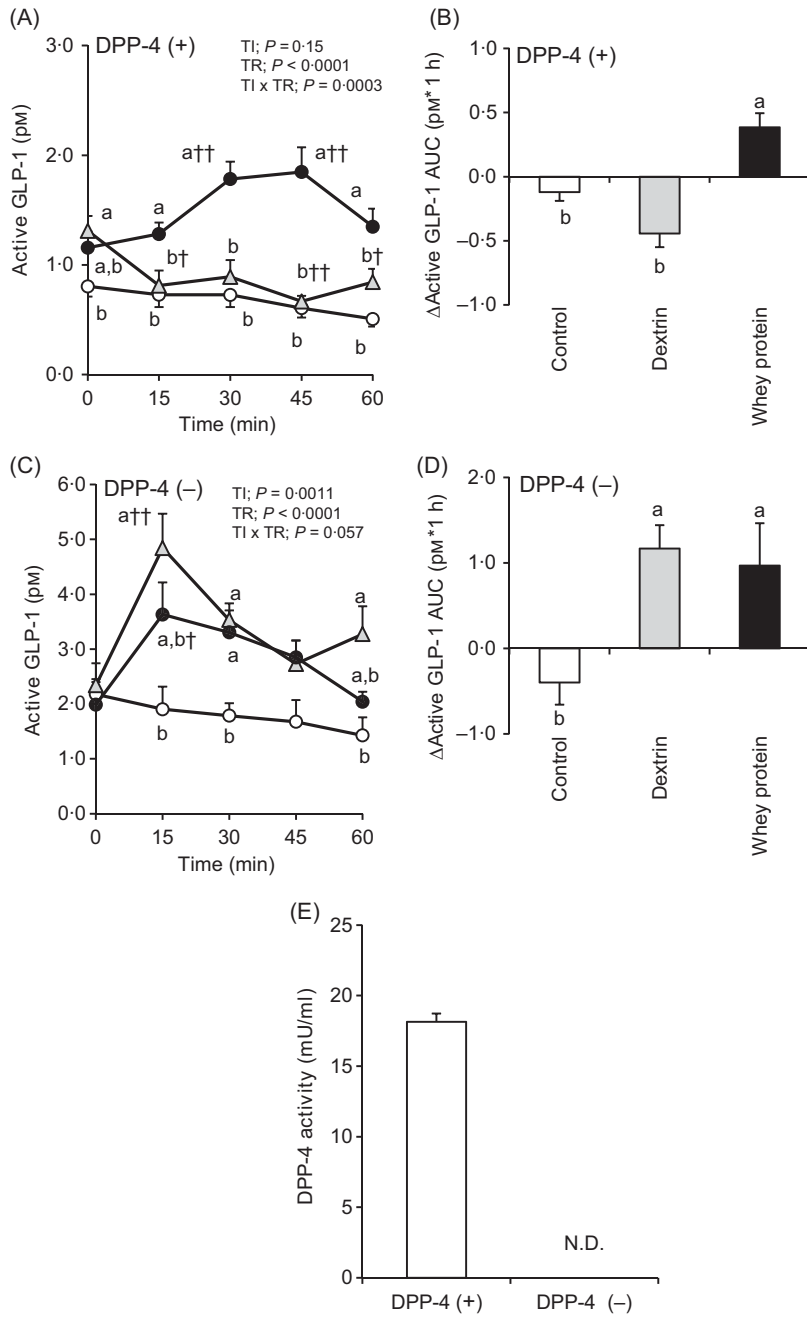 (A)
DPP-4 (+)
TI; P = 0·15
TR; P < 0·0001
TI x TR; P = 0·0003
Active GLP-1 (pM)
3·0
2·0
1·0
0·0
a
a
a††
a††
a
a,b
b†
b
b††
b†
b
b
b
b
b
0
15
30
45
60
Time (min)
(B)
DPP-4 (+)
ΔActive GLP-1 AUC (pM*1 h)
1·0
0·5
0·0
–0·5
–1·0
b
b
a
Control
Dextrin
Whey protein
(C)
DPP-4 (–)
TI; P = 0·0011
TR; P < 0·0001
TI x TR; P = 0·057
Active GLP-1 (pM)
6·0
5·0
4·0
3·0
2·0
1·0
0·0
a††
a
a
a,b†
a
a,b
b
b
b
0
15
30
45
60
Time (min)
(D)
DPP-4 (–)
ΔActive GLP-1 AUC (pM*1 h)
2·0
1·0
0·0
–1·0
b
a
a
Control
Dextrin
Whey protein
(E)
DPP-4 activity (mU/ml)
25
20
15
10
5
0
N.D.
DPP-4 (+)
DPP-4 (–)